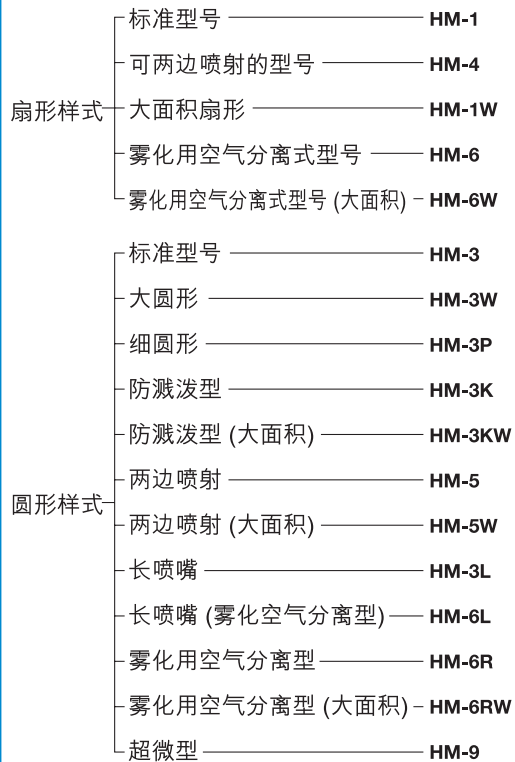 标准型号 HM-1
可两边喷射的型号 HM-4
扇形样式 大面积扇形 HM-1W
雾化用空气分离式型号 HM-6
雾化用空气分离式型号 (大面积) HM-6W
标准型号 HM-3
大圆形 HM-3W
细圆形 HM-3P
防溅泼型 HM-3K
防溅泼型 (大面积) HM-3KW
两边喷射 HM-5
圆形样式 两边喷射 (大面积) HM-5W
长喷嘴 HM-3L
长喷嘴 (雾化空气分离型) HM-6L
雾化用空气分离型 HM-6R
雾化用空气分离型 (大面积) HM-6RW
超微型 HM-9